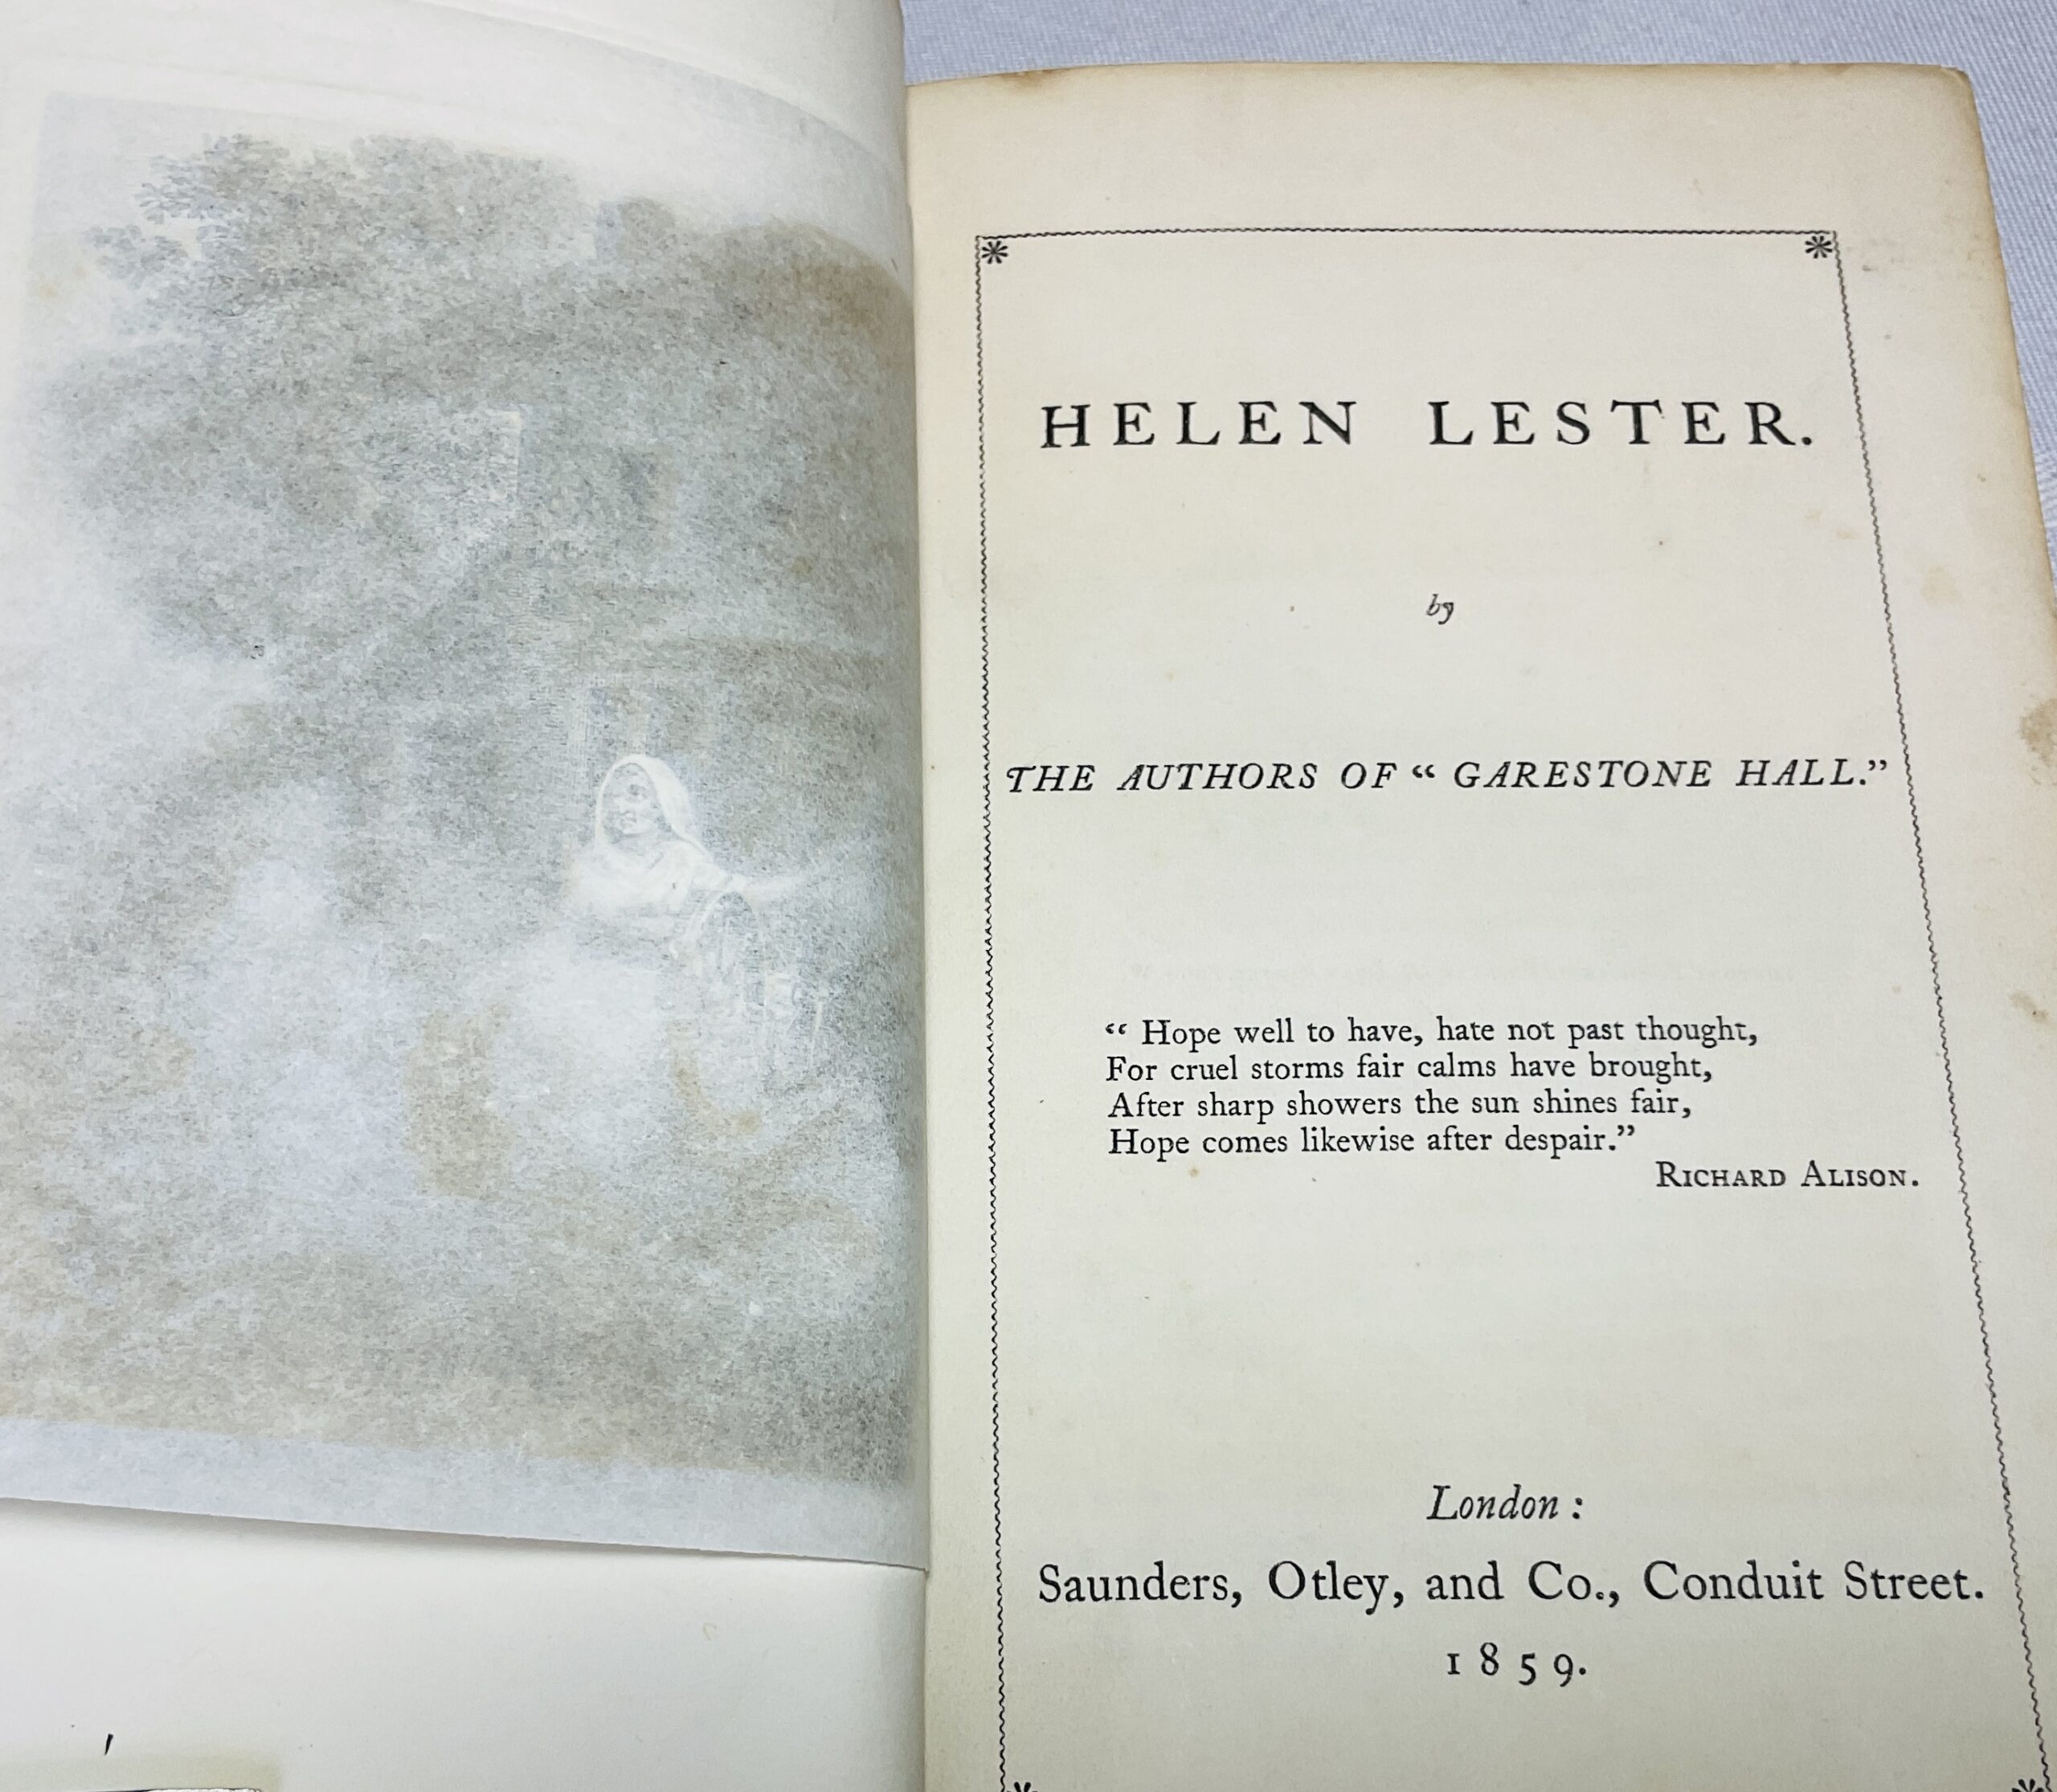 HELEN LESTER.
by
THE AUTHORS OF “ GARESTONE HALL.”
“ Hope well to have, hate not past thought,
For cruel storms fair calms have brought,
After sharp showers the sun shines fair,
Hope comes likewise after despair.”
RICHARD ALISON.
London :
Saunders, Otley, and Co., Conduit Street.
1859.